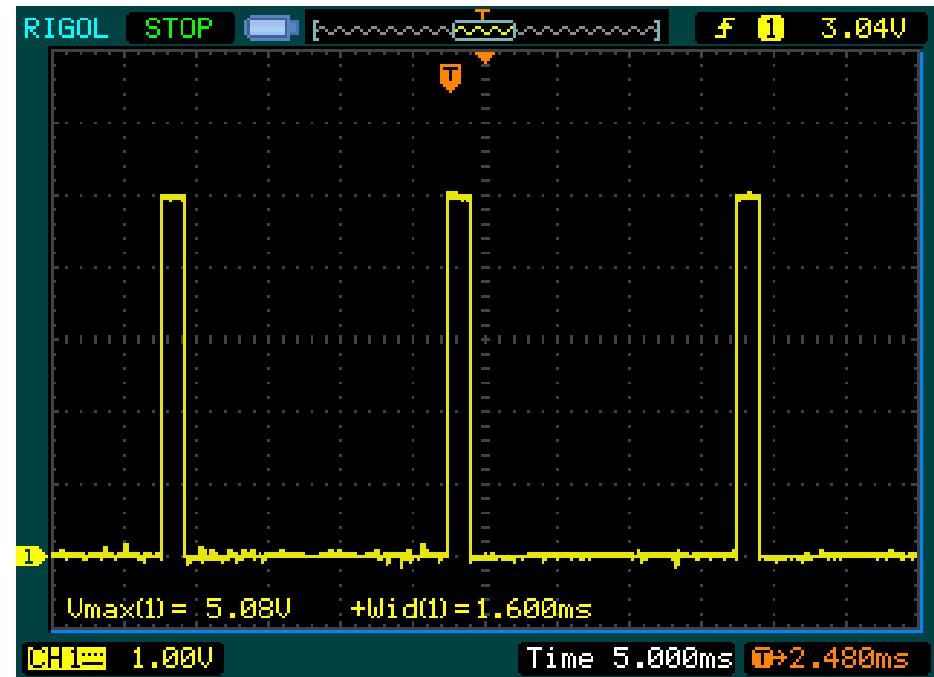 RIGOL STOP T 1 3.04V
T
1
Vmax(1)= 5.08V +Wid(1)=1.600ms
CH1 1.00V Time 5.000ms T→2.480ms